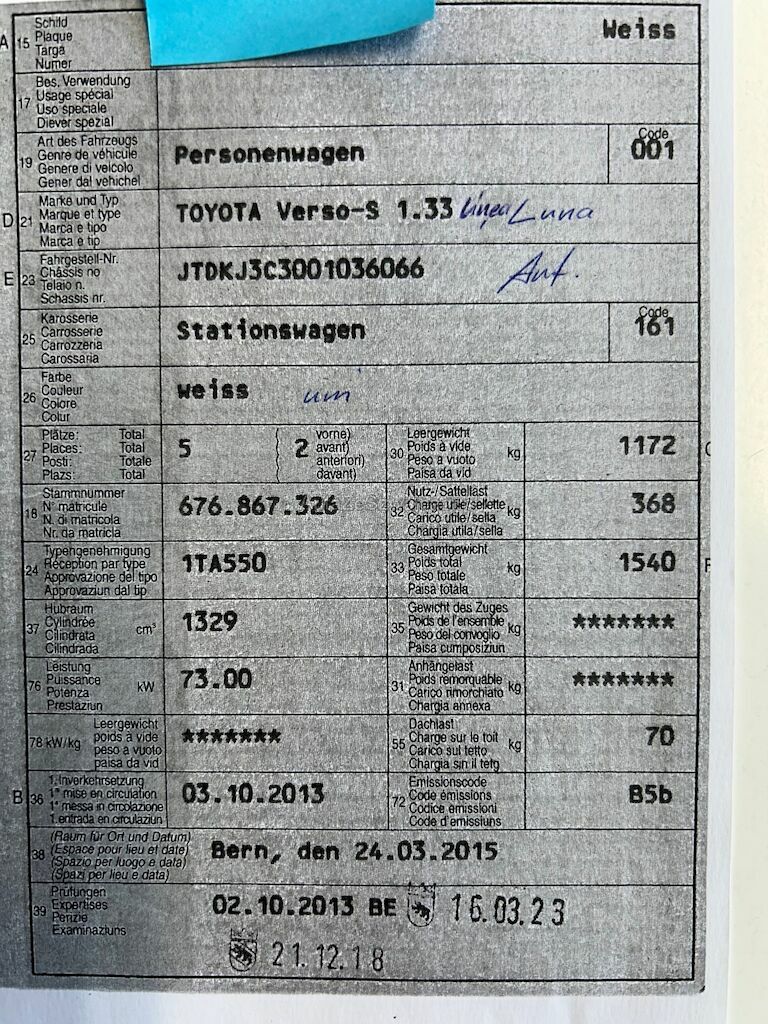 A 15 Schild
Plaque
Targa
Numer
Weiss
17 Bes. Verwendung
Usage spécial
Uso speciale
Diever spezial
19 Art des Fahrzeugs
Genre de véhicule
Genere di veicolo
Gener dal vehichel
Personenwagen
Code
001
D 21 Marke und Typ
Marque et type
Marca e tipo
Marca e tip
TOYOTA Verso-S 1.33 Linea Luna
E 23 Fahrgestell-Nr.
Châssis no
Telaio n.
Schassis nr.
JTDKJ3C3001036066 Aut.
25 Karosserie
Carrosserie
Carrozzeria
Carossaria
Stationswagen
Code
161
26 Farbe
Couleur
Colore
Colur
weiss uni
27 Plätze: Total
Places: Total
Posti: Totale
Plazs: Total
5
( 2 vorne)
( avant)
( anteriori)
( davant)
30 Leergewicht
Poids à vide
Peso a vuoto
Paisa da vid
kg
1172
18 Stammnummer
N° matricule
N. di matricola
Nr. da matricla
676.867.326
32 Nutz-/Sattellast
Charge utile/sellette
Carico utile/sella
Chargia utila/sella
kg
368
24 Typengenehmigung
Réception par type
Approvazione del tipo
Approvaziun dal tip
1TA550
33 Gesamtgewicht
Poids total
Peso totale
Paisa totala
kg
1540
37 Hubraum
Cylindrée
Cilindrata
Cilindrada
cm³
1329
35 Gewicht des Zuges
Poids de l'ensemble
Peso del convoglio
Paisa cumposiziun
kg
*******
76 Leistung
Puissance
Potenza
Prestaziun
kW
73.00
31 Anhängelast
Poids remorquable
Carico rimorchiato
Chargia annexa
kg
*******
78 kW/kg Leergewicht
poids à vide
peso a vuoto
paisa da vid
*******
55 Dachlast
Charge sur le toit
Carico sul tetto
Chargia sin il tetg
kg
70
B 36 1. Inverkehrsetzung
1re mise en circulation
1a messa in circolazione
1. entrada en circulaziun
03.10.2013
72 Emissionscode
Code émissions
Codice emissioni
Code d'emissiuns
B5b
38 (Raum für Ort und Datum)
(Espace pour lieu et date)
(Spazio per luogo e data)
(Spazi per lieu e data)
Bern, den 24.03.2015
39 Prüfungen
Expertises
Perizie
Examinaziuns
02.10.2013 BE 16.03.23
21.12.18